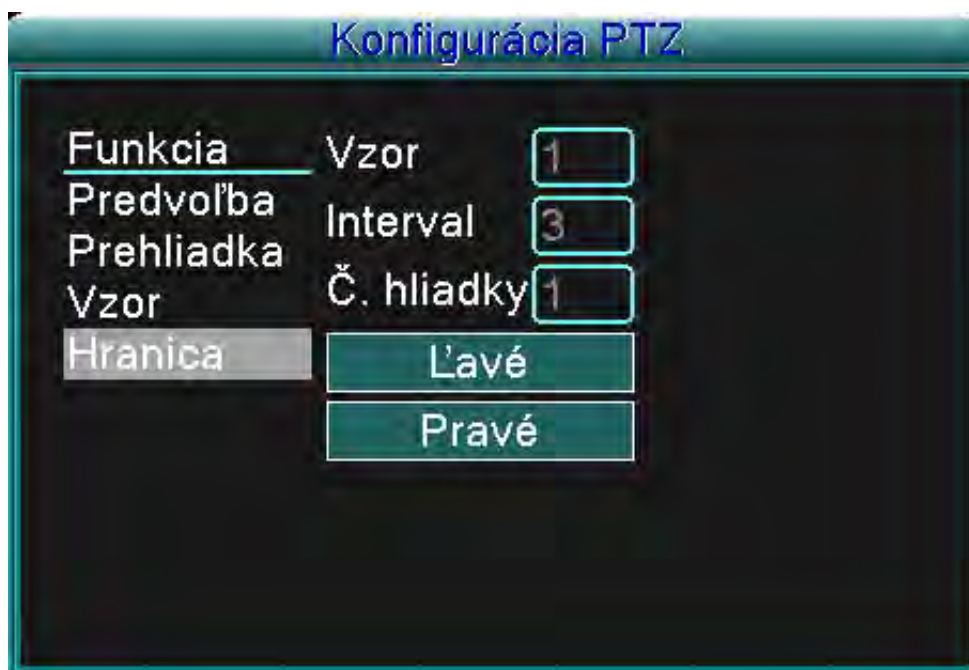 Konfigurácia PTZ
Funkcia
Predvoľba
Prehliadka
Vzor
Hranica
Vzor 1
Interval 3
Č. hliadky 1
Ľavé
Pravé